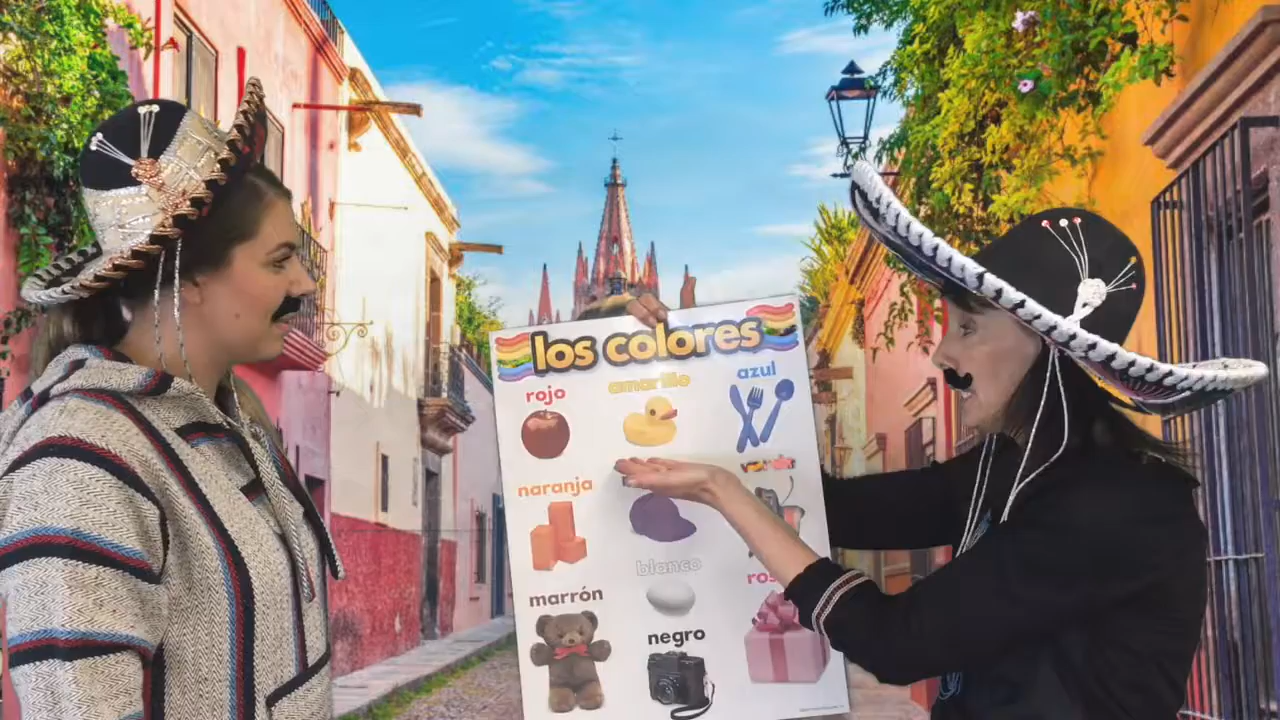 los colores
rojo
amarillo
azul
naranja
blanco
marrón
negro